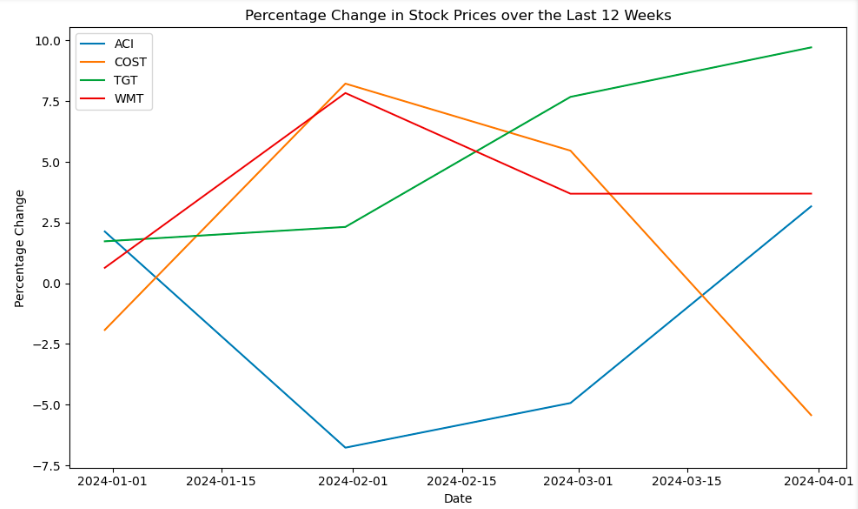 Percentage Change in Stock Prices over the Last 12 Weeks
ACI
COST
TGT
WMT
10.0
7.5
5.0
2.5
0.0
−2.5
−5.0
−7.5
Percentage Change
2024-01-01 2024-01-15 2024-02-01 2024-02-15 2024-03-01 2024-03-15 2024-04-01
Date